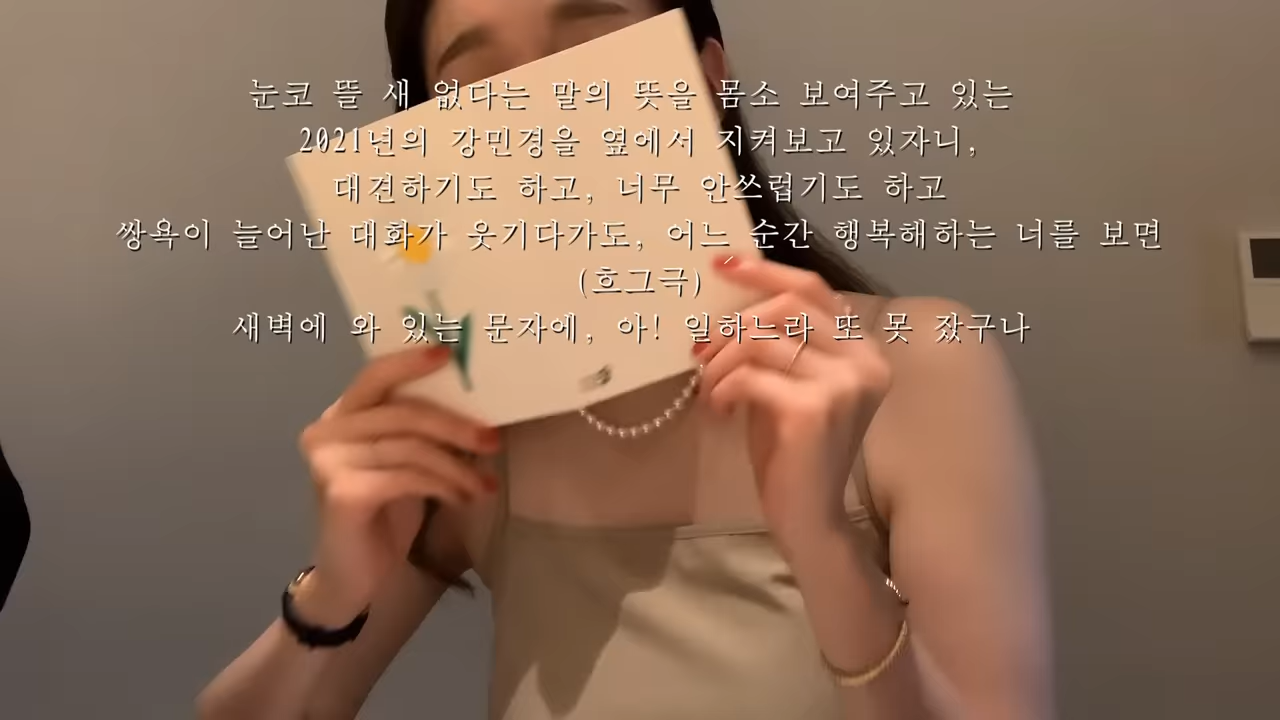 눈코 뜰 새 없다는 말의 뜻을 몸소 보여주고 있는
2021년의 강민경을 옆에서 지켜보고 있자니,
대견하기도 하고, 너무 안쓰럽기도 하고
쌍욕이 늘어난 대화가 웃기다가도, 어느 순간 행복해하는 너를 보면
(흐그극)
새벽에 와 있는 문자에, 아! 일하느라 또 못 잤구나